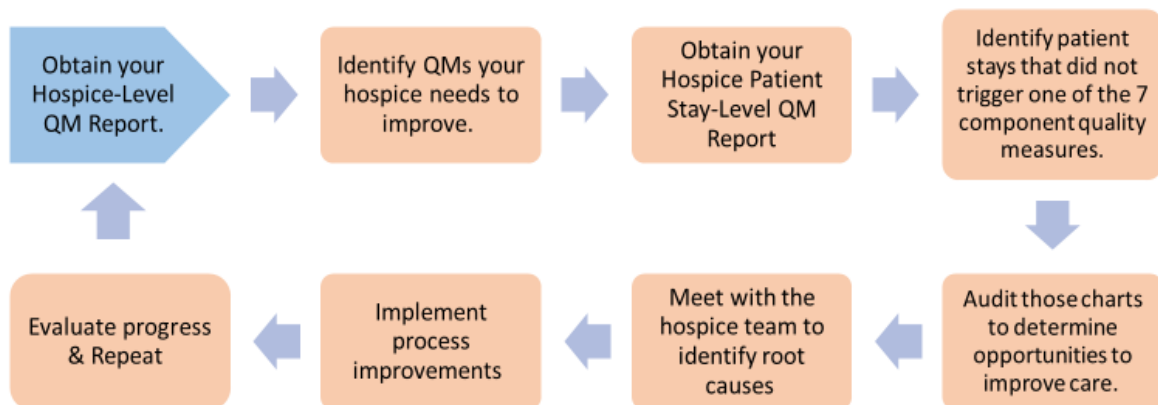 Obtain your
Hospice-Level
QM Report.
Identify QMs your
hospice needs to
improve.
Obtain your
Hospice Patient
Stay-Level QM
Report
Identify patient
stays that did not
trigger one of the 7
component quality
measures.
Audit those charts
to determine
opportunities to
improve care.
Meet with the
hospice team to
identify root
causes
Implement
process
improvements
Evaluate progress
& Repeat